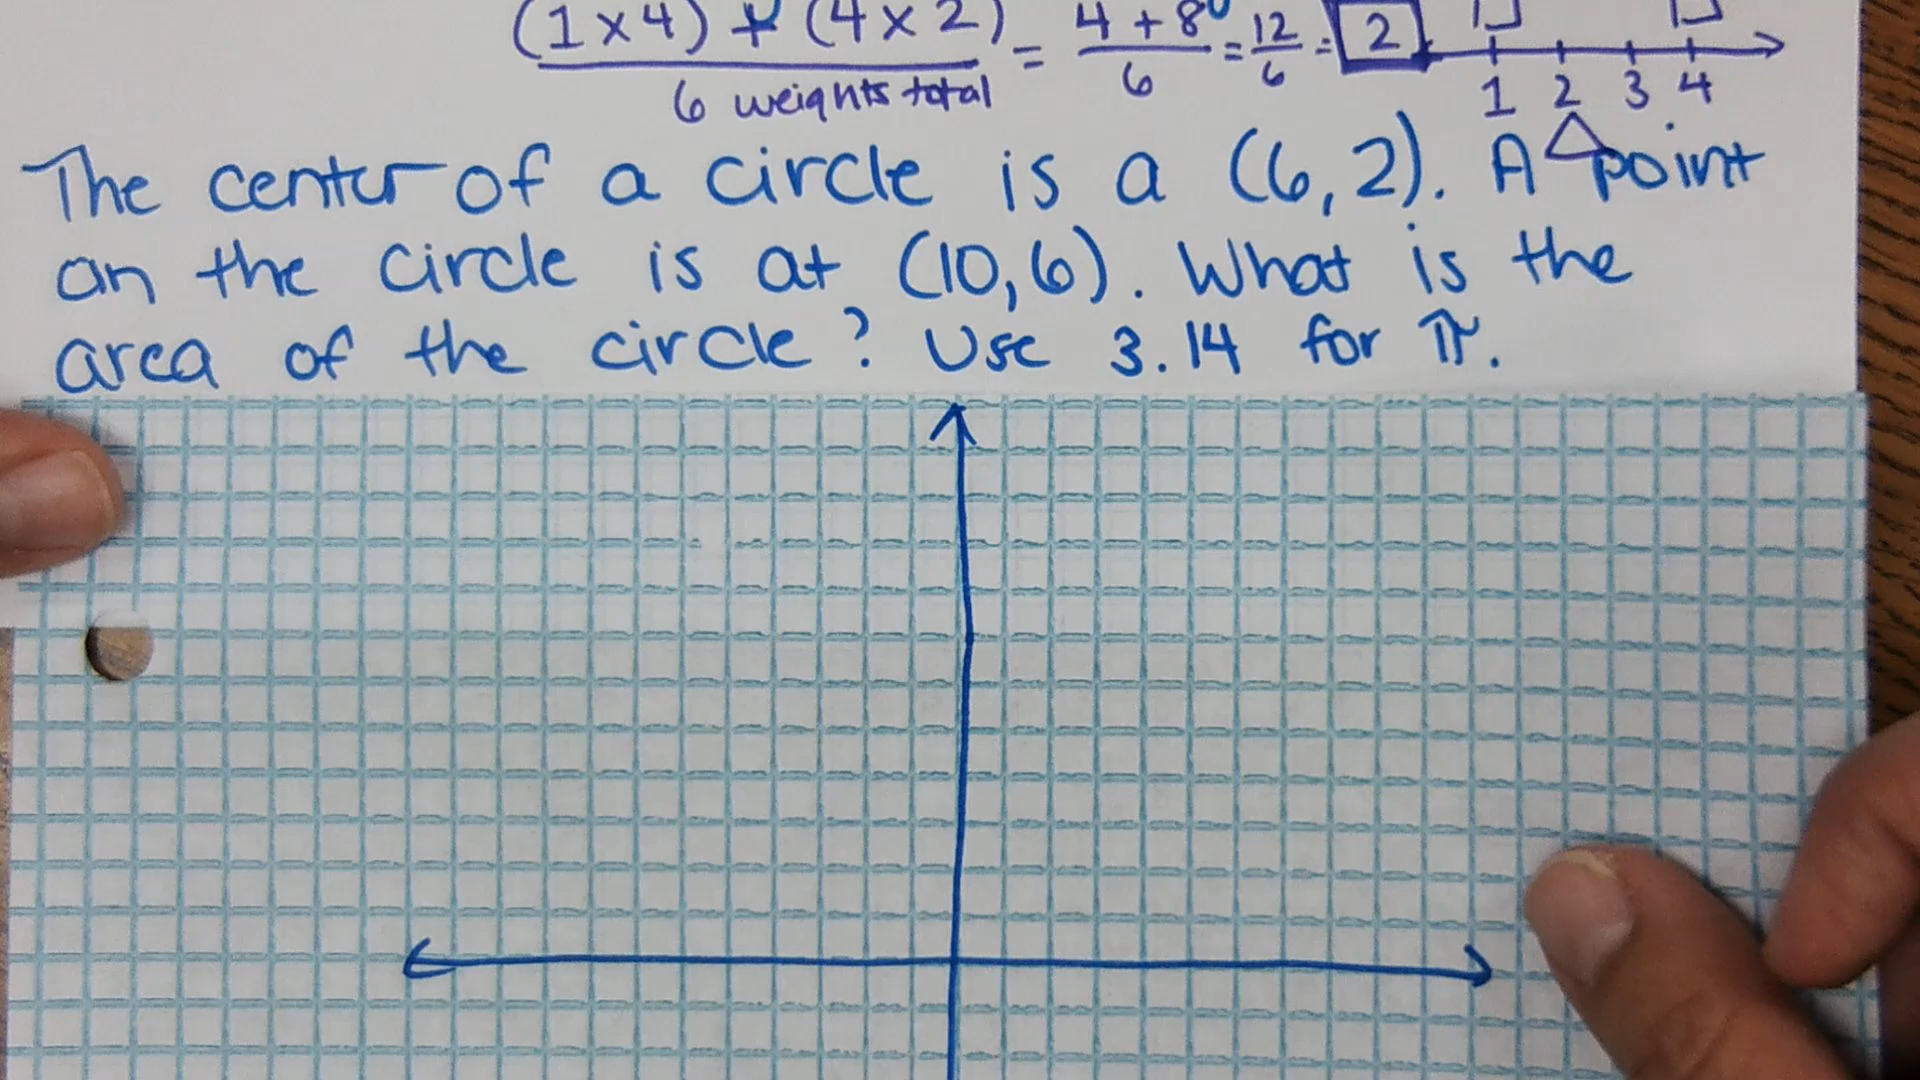 (1 x 4) + (4 x 2) = 4 + 8 = 12 = 2
6 weights total 6 6
1 2 3 4
The center of a circle is a (6,2). A point
on the circle is at (10,6). What is the
area of the circle? Use 3.14 for π.